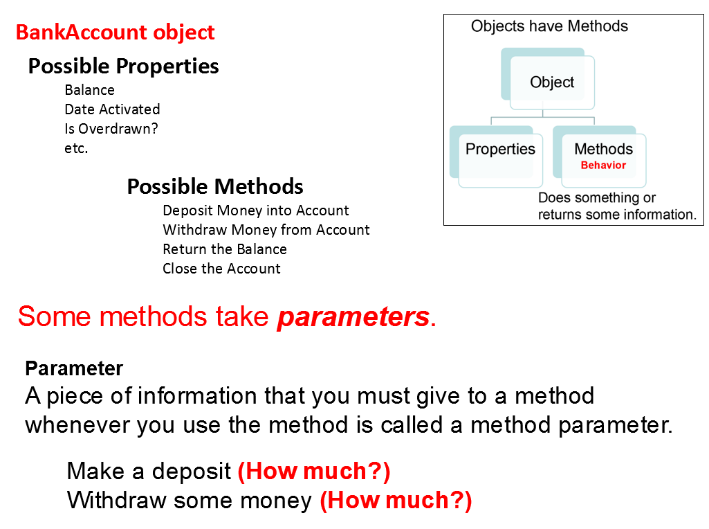 BankAccount object
Possible Properties
Balance
Date Activated
Is Overdrawn?
etc.
Possible Methods
Deposit Money into Account
Withdraw Money from Account
Return the Balance
Close the Account
Objects have Methods
Object
Properties
Methods
Behavior
Does something or
returns some information.
Some methods take parameters.
Parameter
A piece of information that you must give to a method
whenever you use the method is called a method parameter.
Make a deposit (How much?)
Withdraw some money (How much?)